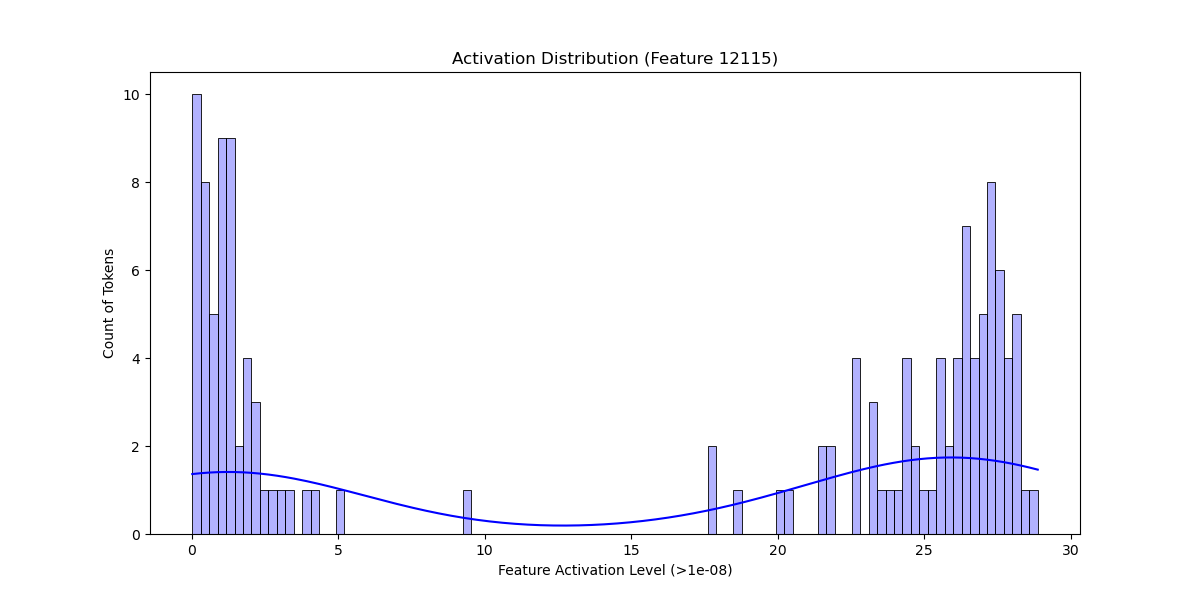 Activation Distribution (Feature 12115)
Count of Tokens
10
8
6
4
2
0
0 5 10 15 20 25 30
Feature Activation Level (>1e-08)